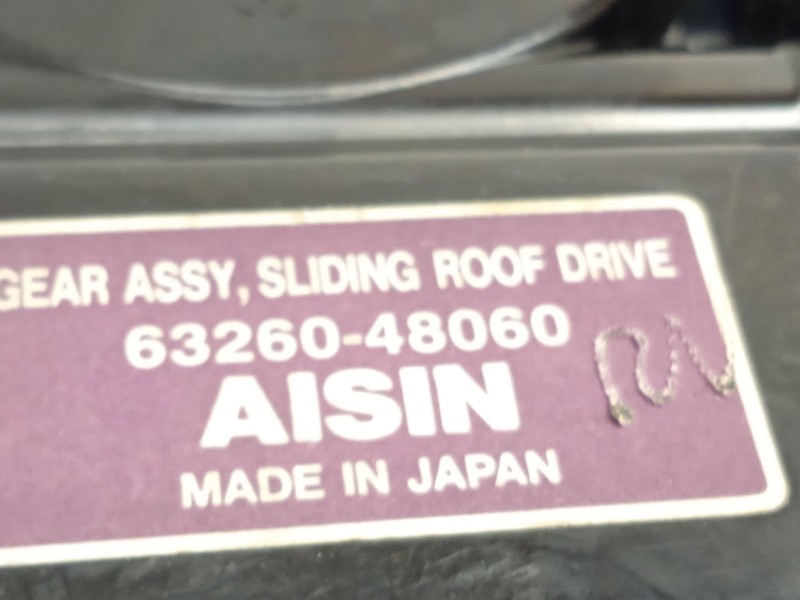 GEAR ASSY, SLIDING ROOF DRIVE
63260-48060
AISIN
MADE IN JAPAN